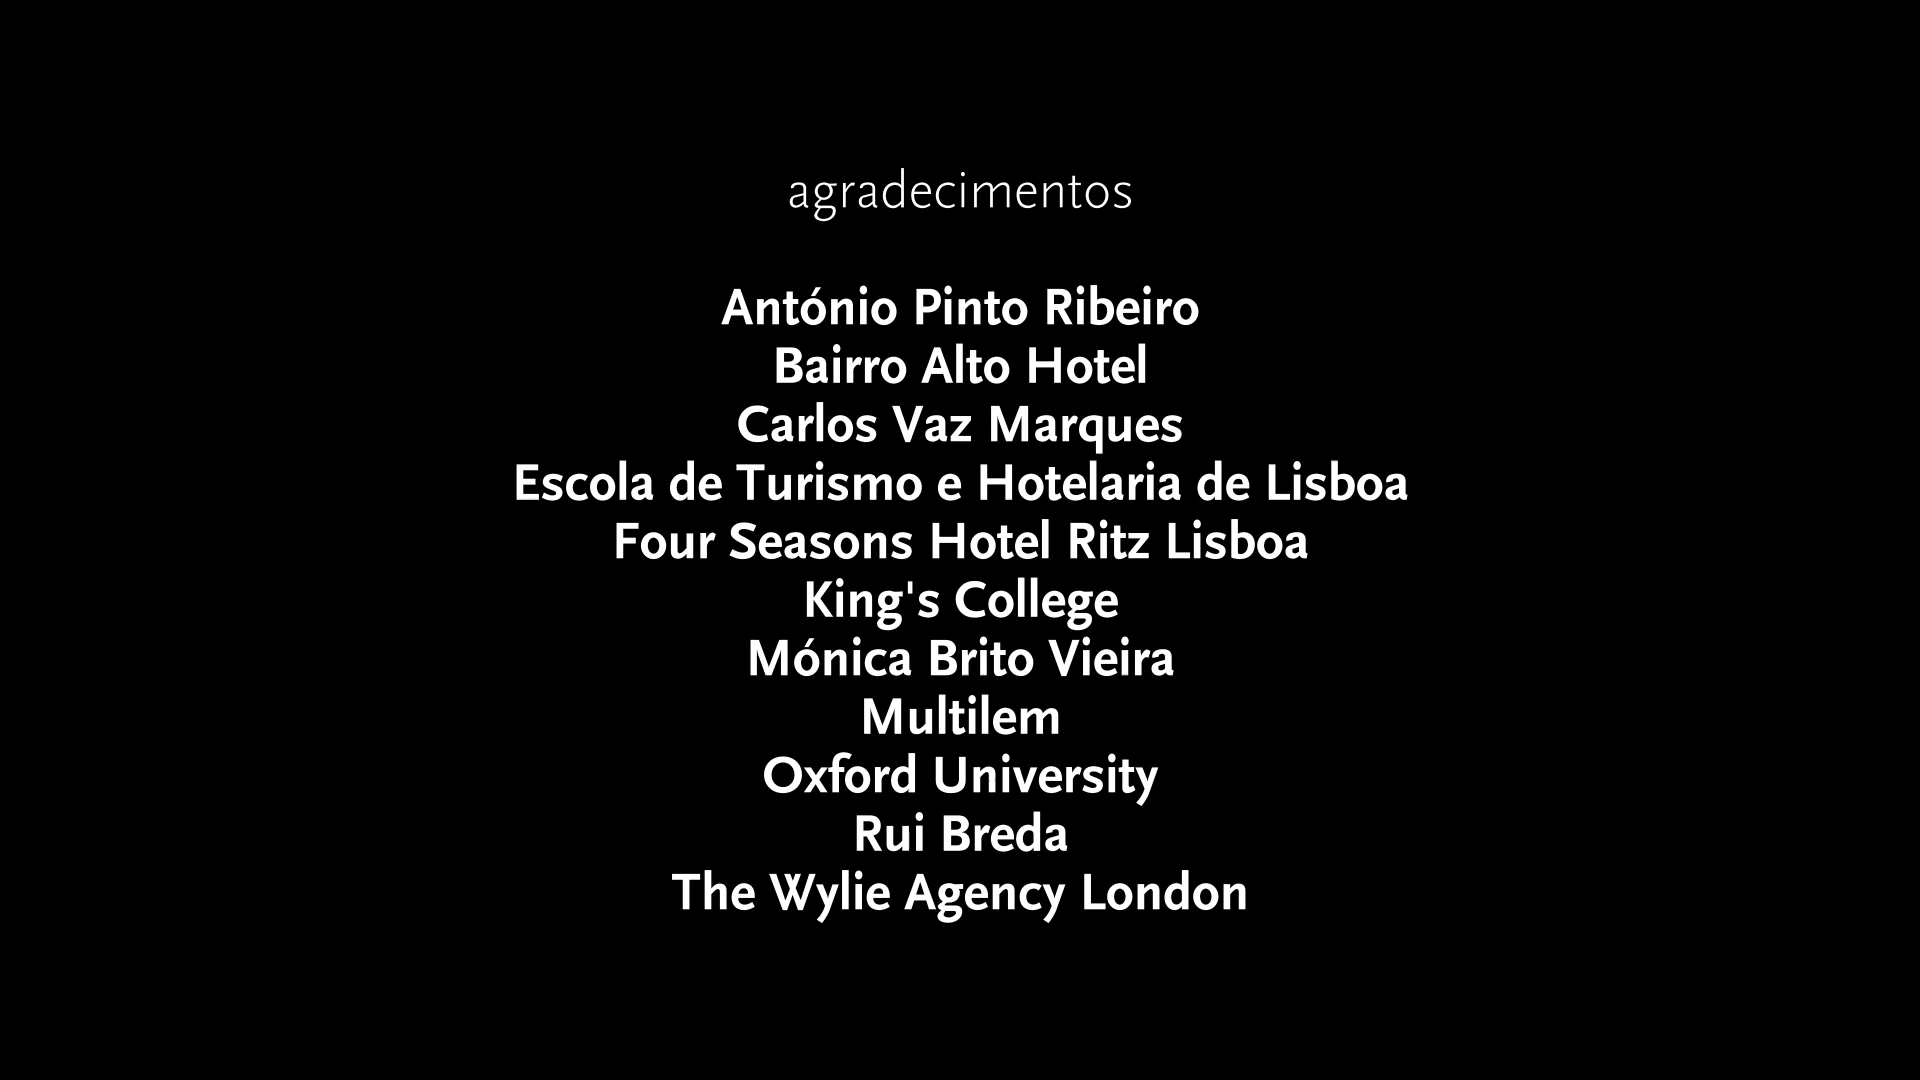 agradecimentos
António Pinto Ribeiro
Bairro Alto Hotel
Carlos Vaz Marques
Escola de Turismo e Hotelaria de Lisboa
Four Seasons Hotel Ritz Lisboa
King's College
Mónica Brito Vieira
Multilem
Oxford University
Rui Breda
The Wylie Agency London